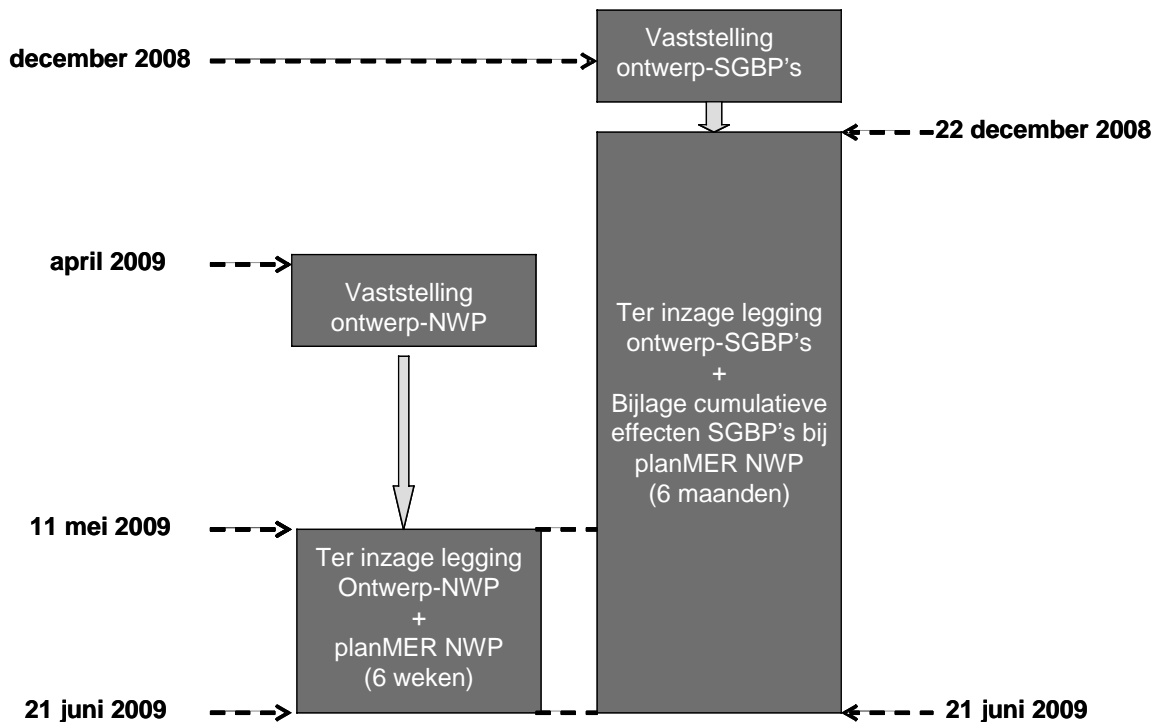 december 2008
Vaststelling
ontwerp-SGBP's
22 december 2008
april 2009
Vaststelling
ontwerp-NWP
Ter inzage legging
ontwerp-SGBP's
+
Bijlage cumulatieve
effecten SGBP's bij
planMER NWP
(6 maanden)
11 mei 2009
Ter inzage legging
Ontwerp-NWP
+
planMER NWP
(6 weken)
21 juni 2009
21 juni 2009